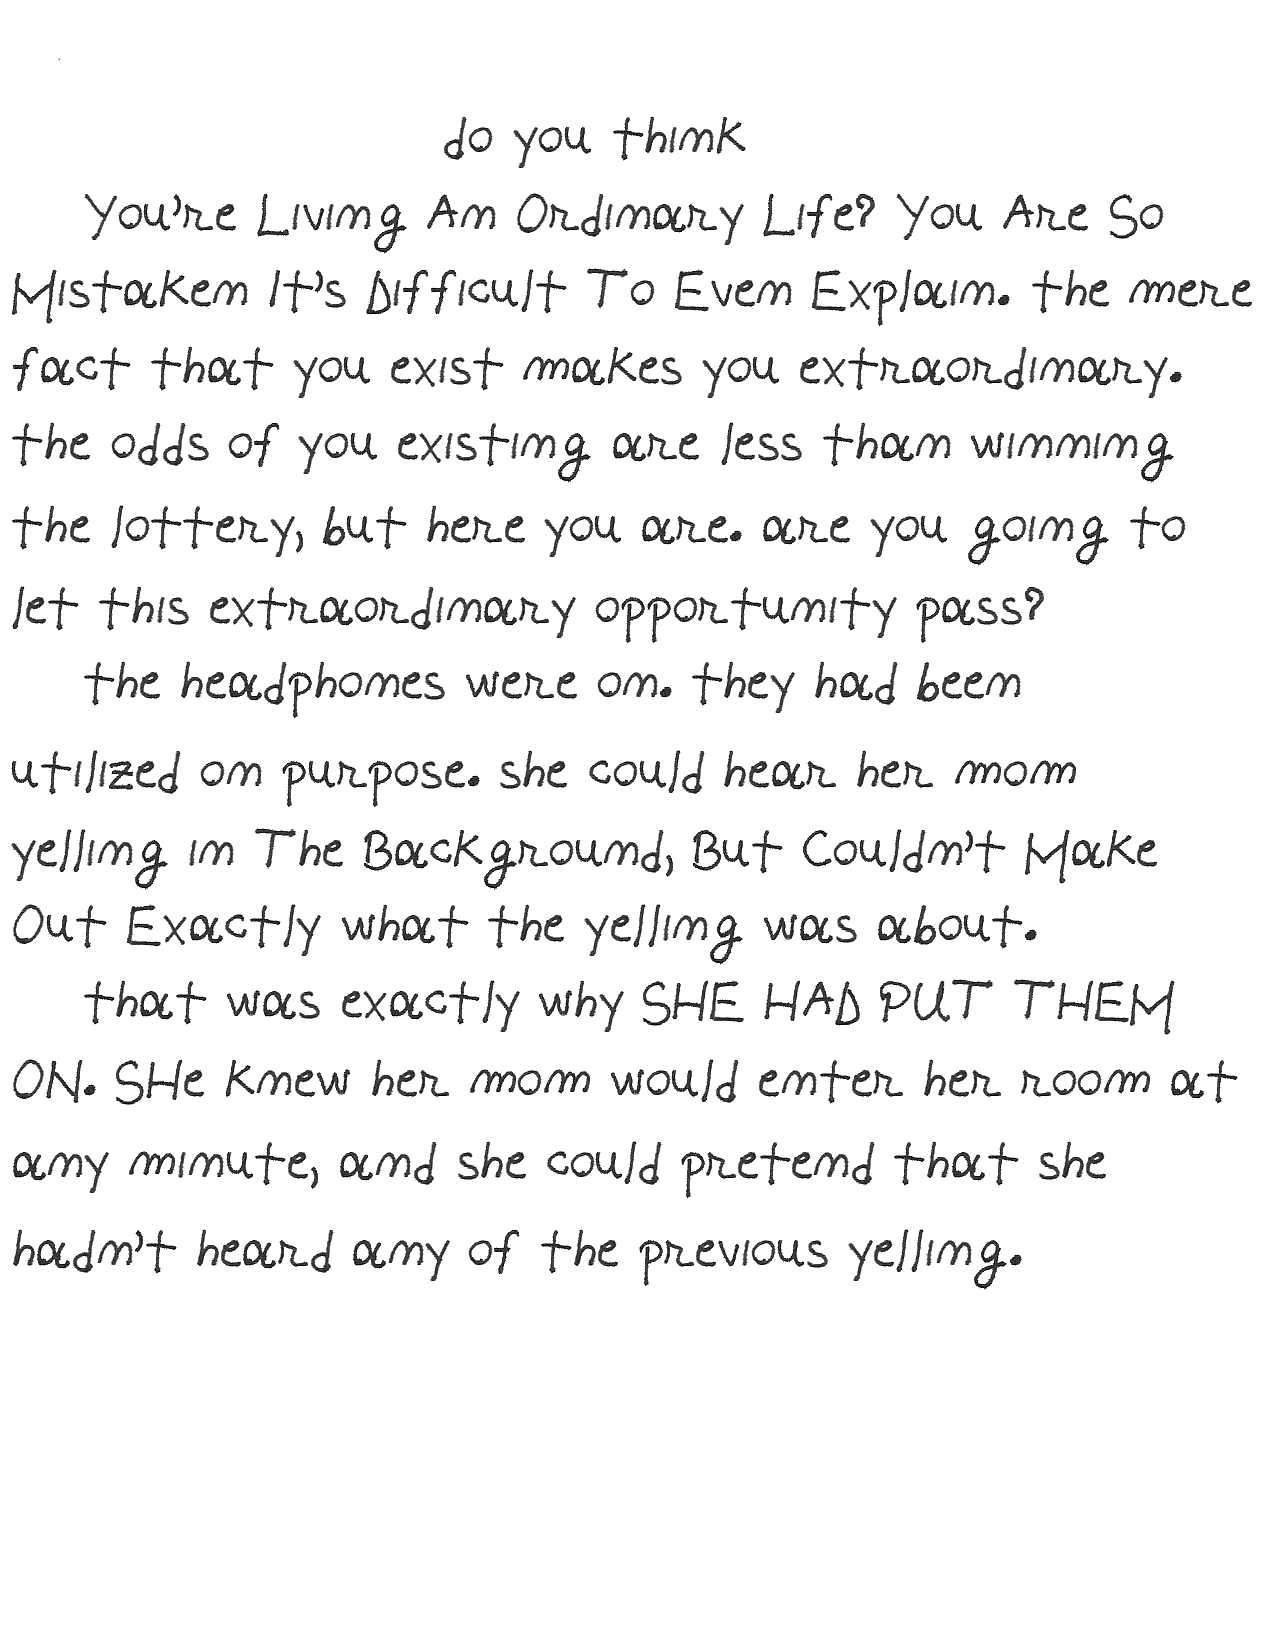 do you think
You're Living An Ordinary Life? You Are So
Mistaken It's Difficult To Even Explain. the mere
fact that you exist makes you extraordinary.
the odds of you existing are less than winning
the lottery, but here you are. are you going to
let this extraordinary opportunity pass?
the headphones were on. they had been
utilized on purpose. she could hear her mom
yelling in The Background, But Couldn't Make
Out Exactly what the yelling was about.
that was exactly why SHE HAD PUT THEM
ON. SHe knew her mom would enter her room at
any minute, and she could pretend that she
hadn't heard any of the previous yelling.